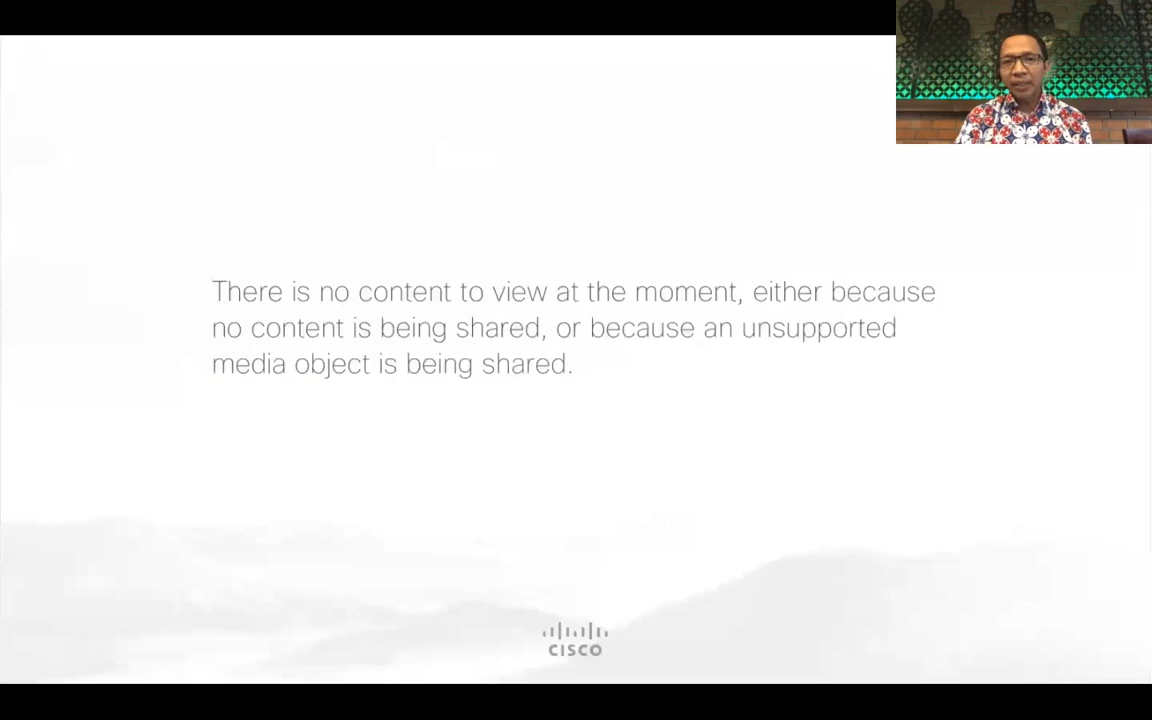 There is no content to view at the moment, either because
no content is being shared, or because an unsupported
media object is being shared.
CISCO